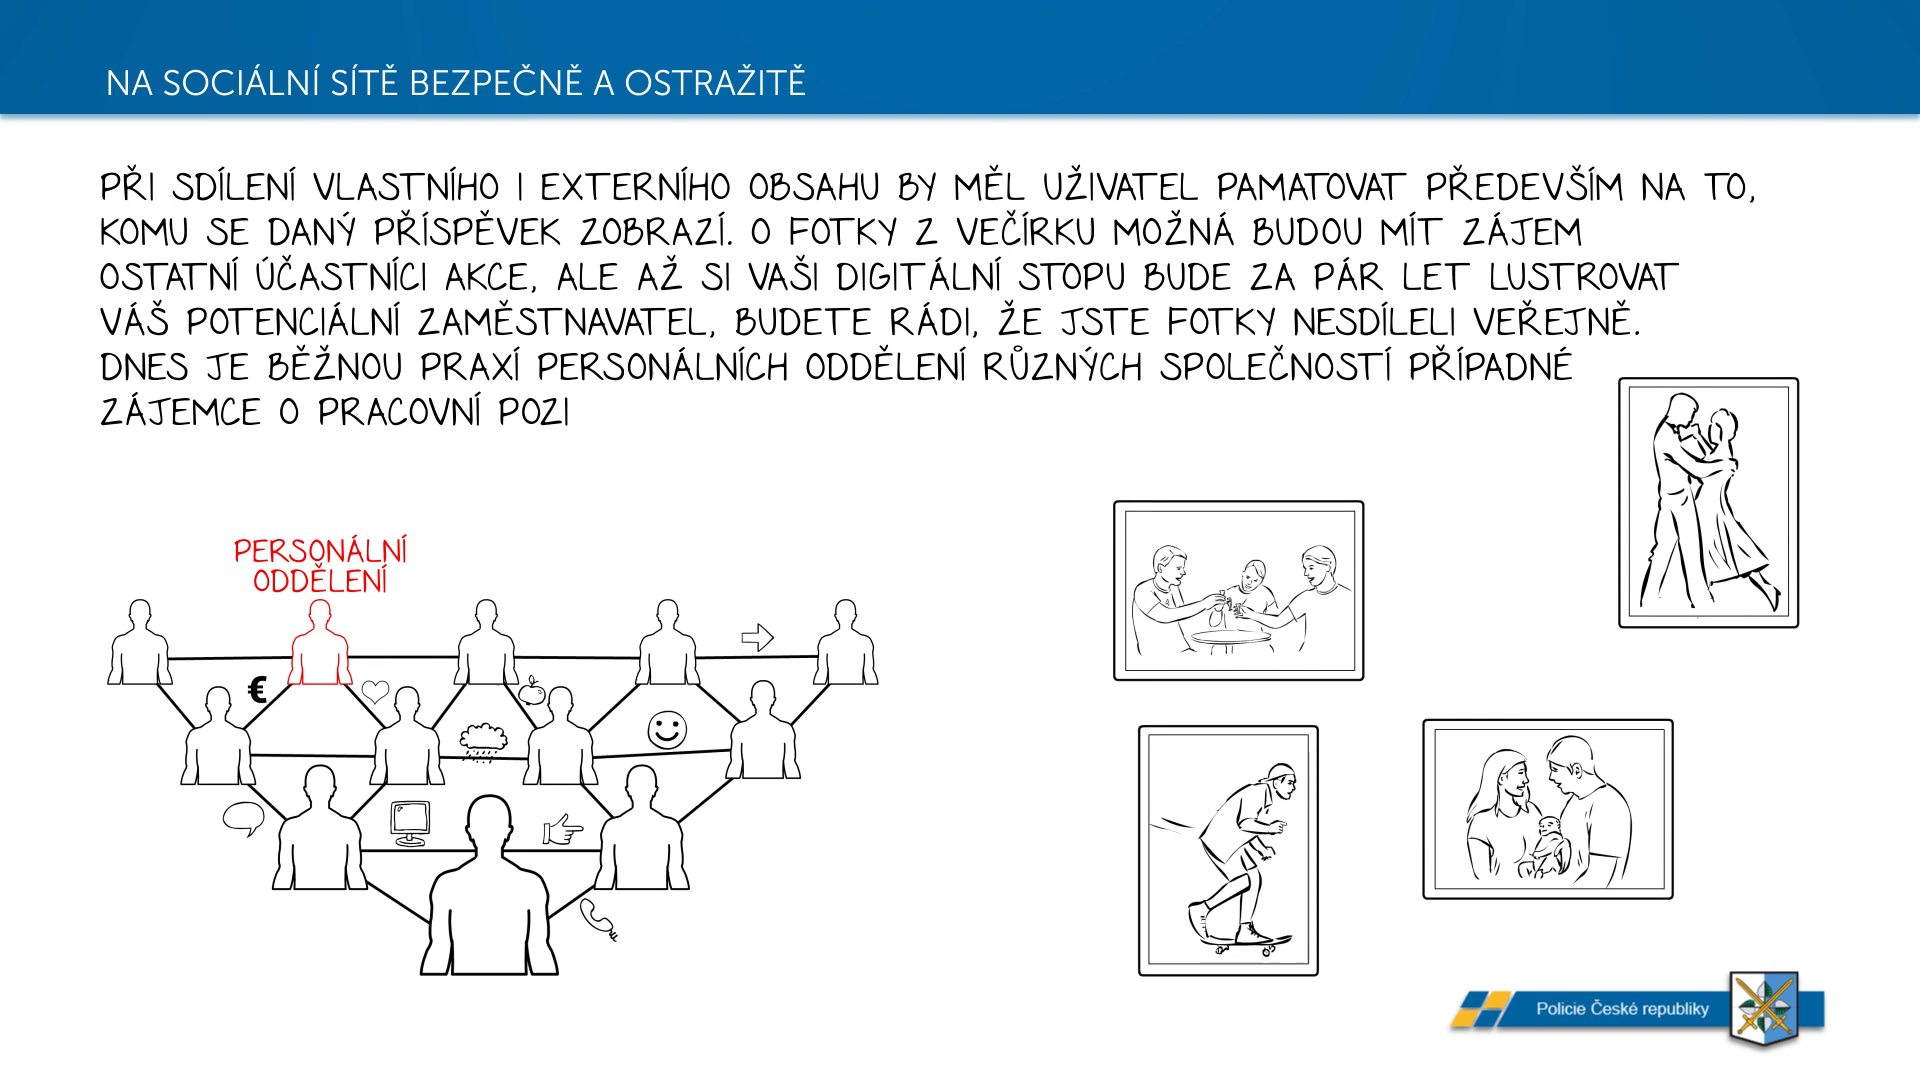 NA SOCIÁLNÍ SÍTĚ BEZPEČNĚ A OSTRAŽITĚ
PŘI SDÍLENÍ VLASTNÍHO I EXTERNÍHO OBSAHU BY MĚL UŽIVATEL PAMATOVAT PŘEDEVŠÍM NA TO,
KOMU SE DANÝ PŘÍSPĚVEK ZOBRAZÍ. O FOTKY Z VEČÍRKU MOŽNÁ BUDOU MÍT ZÁJEM
OSTATNÍ ÚČASTNÍCI AKCE, ALE AŽ SI VAŠI DIGITÁLNÍ STOPU BUDE ZA PÁR LET LUSTROVAT
VÁŠ POTENCIÁLNÍ ZAMĚSTNAVATEL, BUDETE RÁDI, ŽE JSTE FOTKY NESDÍLELI VEŘEJNĚ.
DNES JE BĚŽNOU PRAXÍ PERSONÁLNÍCH ODDĚLENÍ RŮZNÝCH SPOLEČNOSTÍ PŘÍPADNÉ
ZÁJEMCE O PRACOVNÍ POZI
PERSONÁLNÍ
ODDĚLENÍ
€
Policie České republiky